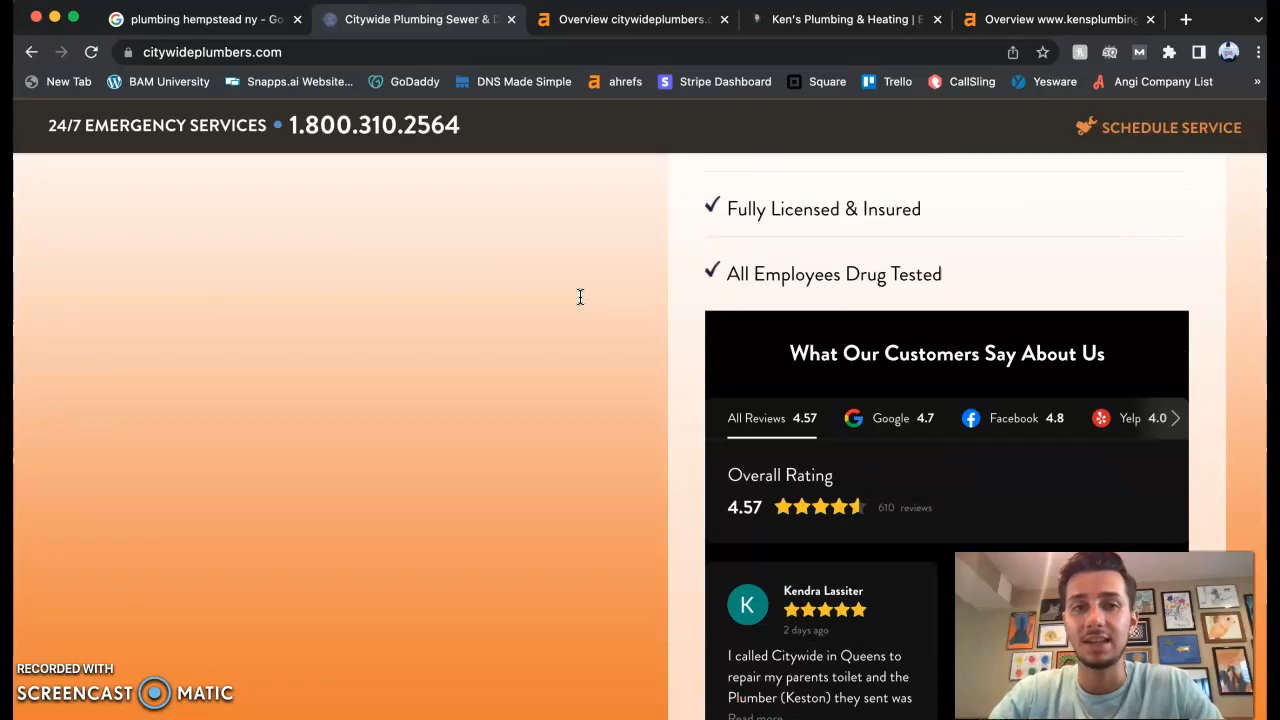 plumbing hempstead ny - Go
Citywide Plumbing Sewer & D
Overview citywideplumbers.c
Ken's Plumbing & Heating | E
Overview www.kensplumbing
citywideplumbers.com
New Tab
BAM University
Snapps.ai Website...
GoDaddy
DNS Made Simple
ahrefs
Stripe Dashboard
Square
Trello
CallSling
Yesware
Angi Company List
»
24/7 EMERGENCY SERVICES • 1.800.310.2564
SCHEDULE SERVICE
Fully Licensed & Insured
All Employees Drug Tested
What Our Customers Say About Us
All Reviews 4.57
Google 4.7
Facebook 4.8
Yelp 4.0
Overall Rating
4.57
610 reviews
K
Kendra Lassiter
2 days ago
I called Citywide in Queens to
repair my parents toilet and the
Plumber (Keston) they sent was
Read more
RECORDED WITH
SCREENCAST MATIC